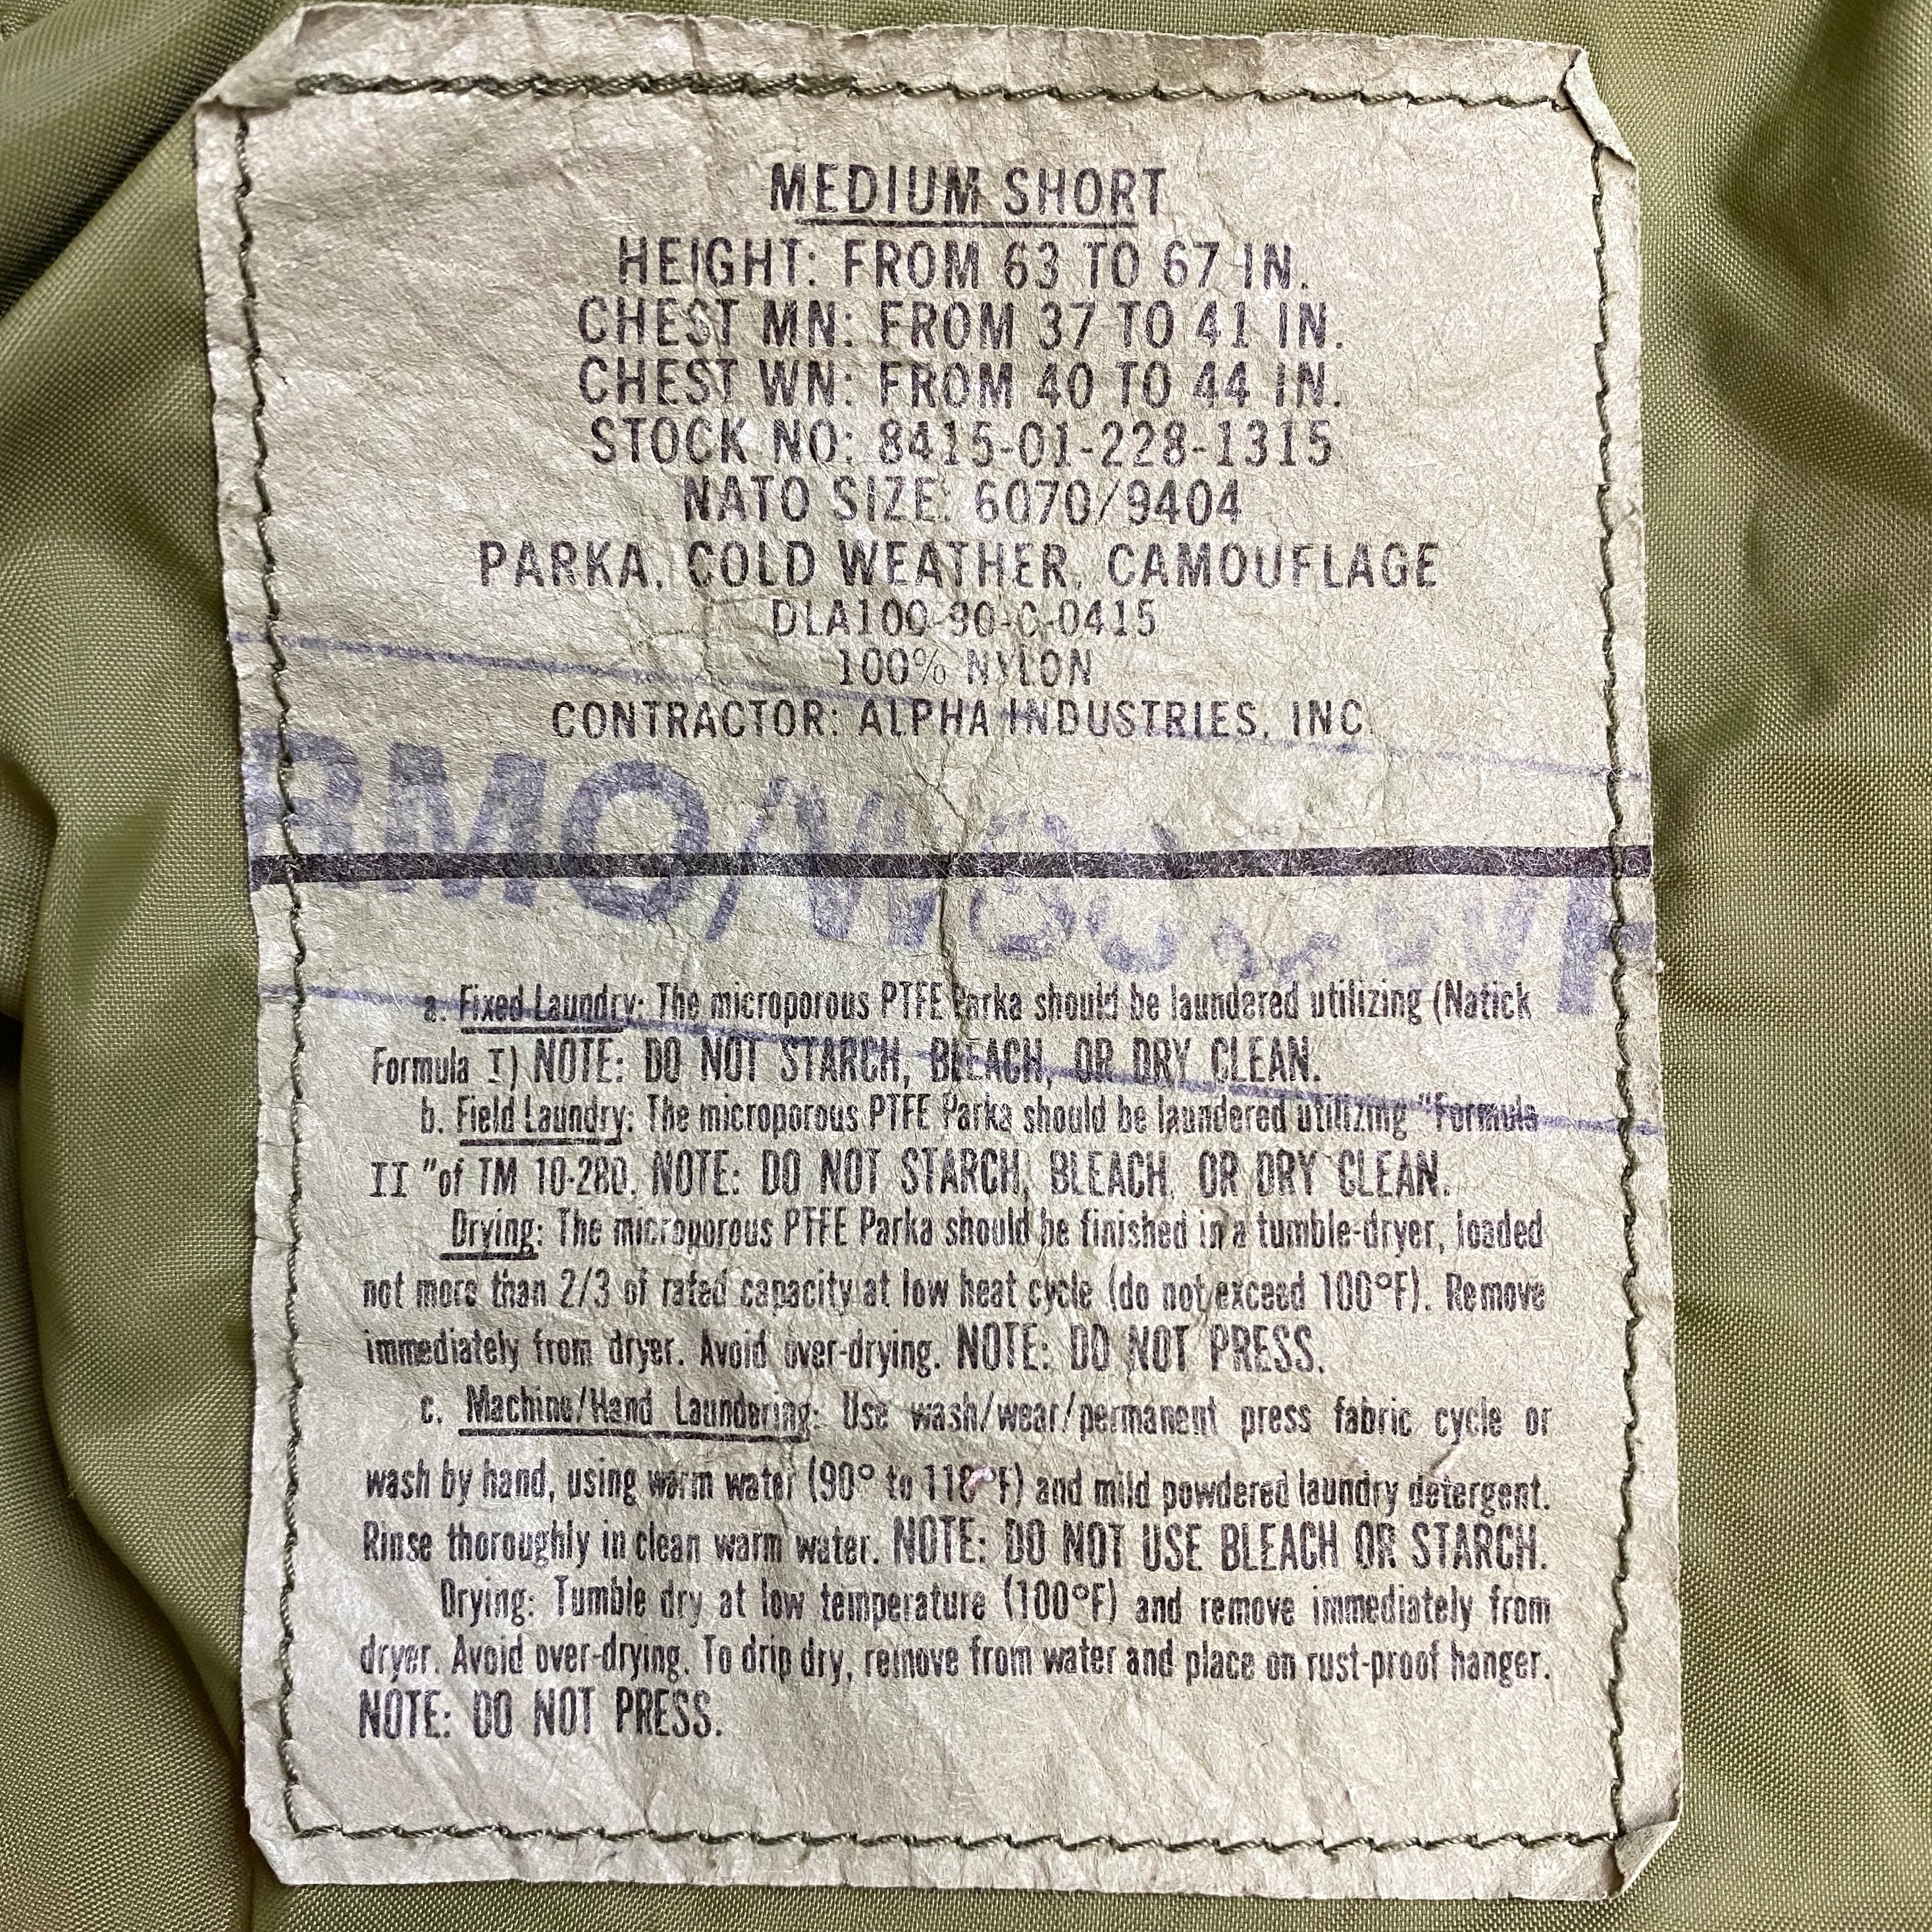 MEDIUM SHORT
HEIGHT: FROM 63 TO 67 IN.
CHEST MN: FROM 37 TO 41 IN.
CHEST WN: FROM 40 TO 44 IN.
STOCK NO: 8415-01-228-1315
NATO SIZE: 6070/9404
PARKA, COLD WEATHER, CAMOUFLAGE
DLA100-90-C-0415
100% NYLON
CONTRACTOR: ALPHA INDUSTRIES, INC.
a. Fixed Laundry: The microporous PTFE Parka should be laundered utilizing (Natick
Formula I) NOTE: DO NOT STARCH, BLEACH, OR DRY CLEAN.
b. Field Laundry: The microporous PTFE Parka should be laundered utilizing "Formula
II "of TM 10-280. NOTE: DO NOT STARCH, BLEACH, OR DRY CLEAN.
Drying: The microporous PTFE Parka should be finished in a tumble-dryer, loaded
not more than 2/3 of rated capacity at low heat cycle (do not exceed 100°F). Remove
immediately from dryer. Avoid over-drying. NOTE: DO NOT PRESS.
c. Machine/Hand Laundering: Use wash/wear/permanent press fabric cycle or
wash by hand, using warm water (90° to 110°F) and mild powdered laundry detergent.
Rinse thoroughly in clean warm water. NOTE: DO NOT USE BLEACH OR STARCH.
Drying: Tumble dry at low temperature (100°F) and remove immediately from
dryer. Avoid over-drying. To drip dry, remove from water and place on rust-proof hanger.
NOTE: DO NOT PRESS.